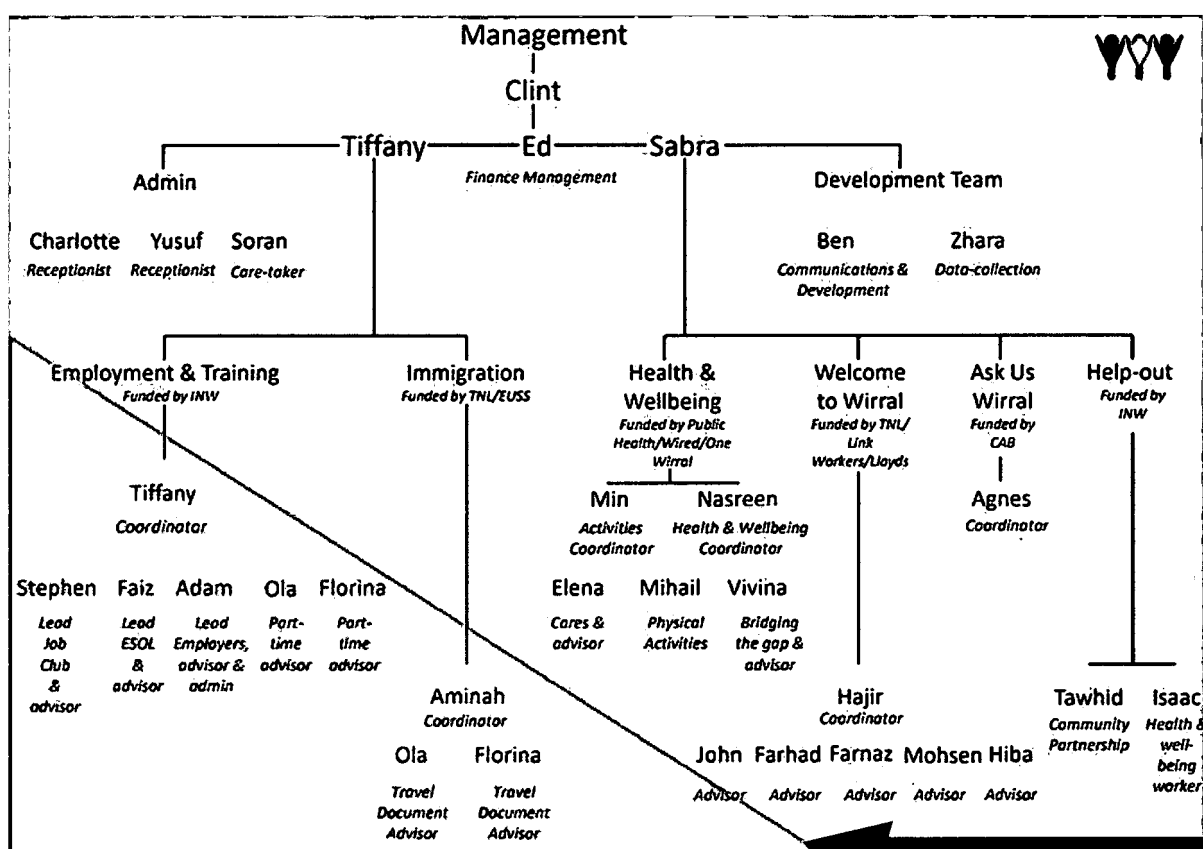 Management
Clint
Tiffany Ed Sabra
Admin
Finance Management
Development Team
Charlotte Yusuf Soran
Receptionist Receptionist Care-taker
Ben Zhara
Communications & Data-collection
Development
Employment & Training
Funded by INW
Immigration
Funded by TNL/EUSS
Health &
Wellbeing
Funded by Public
Health/Wired/One
Wirral
Welcome
to Wirral
Funded by TNL/
Link
Workers/Lloyds
Ask Us
Wirral
Funded by
CAB
Help-out
Funded by
INW
Tiffany
Coordinator
Min
Activities
Coordinator
Nasreen
Health & Wellbeing
Coordinator
Agnes
Coordinator
Stephen
Lead
Job
Club
&
advisor
Faiz
Lead
ESOL
&
advisor
Adam
Lead
Employers,
advisor &
admin
Ola
Part-
time
advisor
Florina
Part-
time
advisor
Elena
Cares &
advisor
Mihail
Physical
Activities
Vivina
Bridging
the gap &
advisor
Aminah
Coordinator
Ola
Travel
Document
Advisor
Florina
Travel
Document
Advisor
Hajir
Coordinator
John Farhad Farnaz Mohsen Hiba
Advisor Advisor Advisor Advisor Advisor
Tawhid
Community
Partnership
Isaac
Health &
well-
being
worker